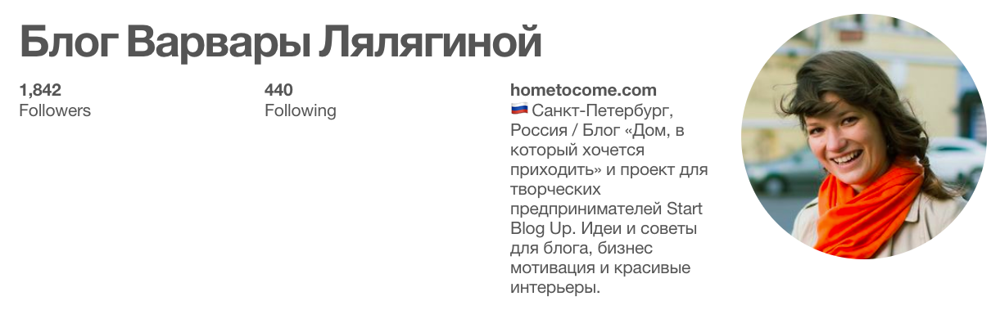 Блог Варвары Лялягиной
1,842
Followers
440
Following
hometocome.com
🇷🇺 Санкт-Петербург,
Россия / Блог «Дом, в
который хочется
приходить» и проект для
творческих
предпринимателей Start
Blog Up. Идеи и советы
для блога, бизнес
мотивация и красивые
интерьеры.